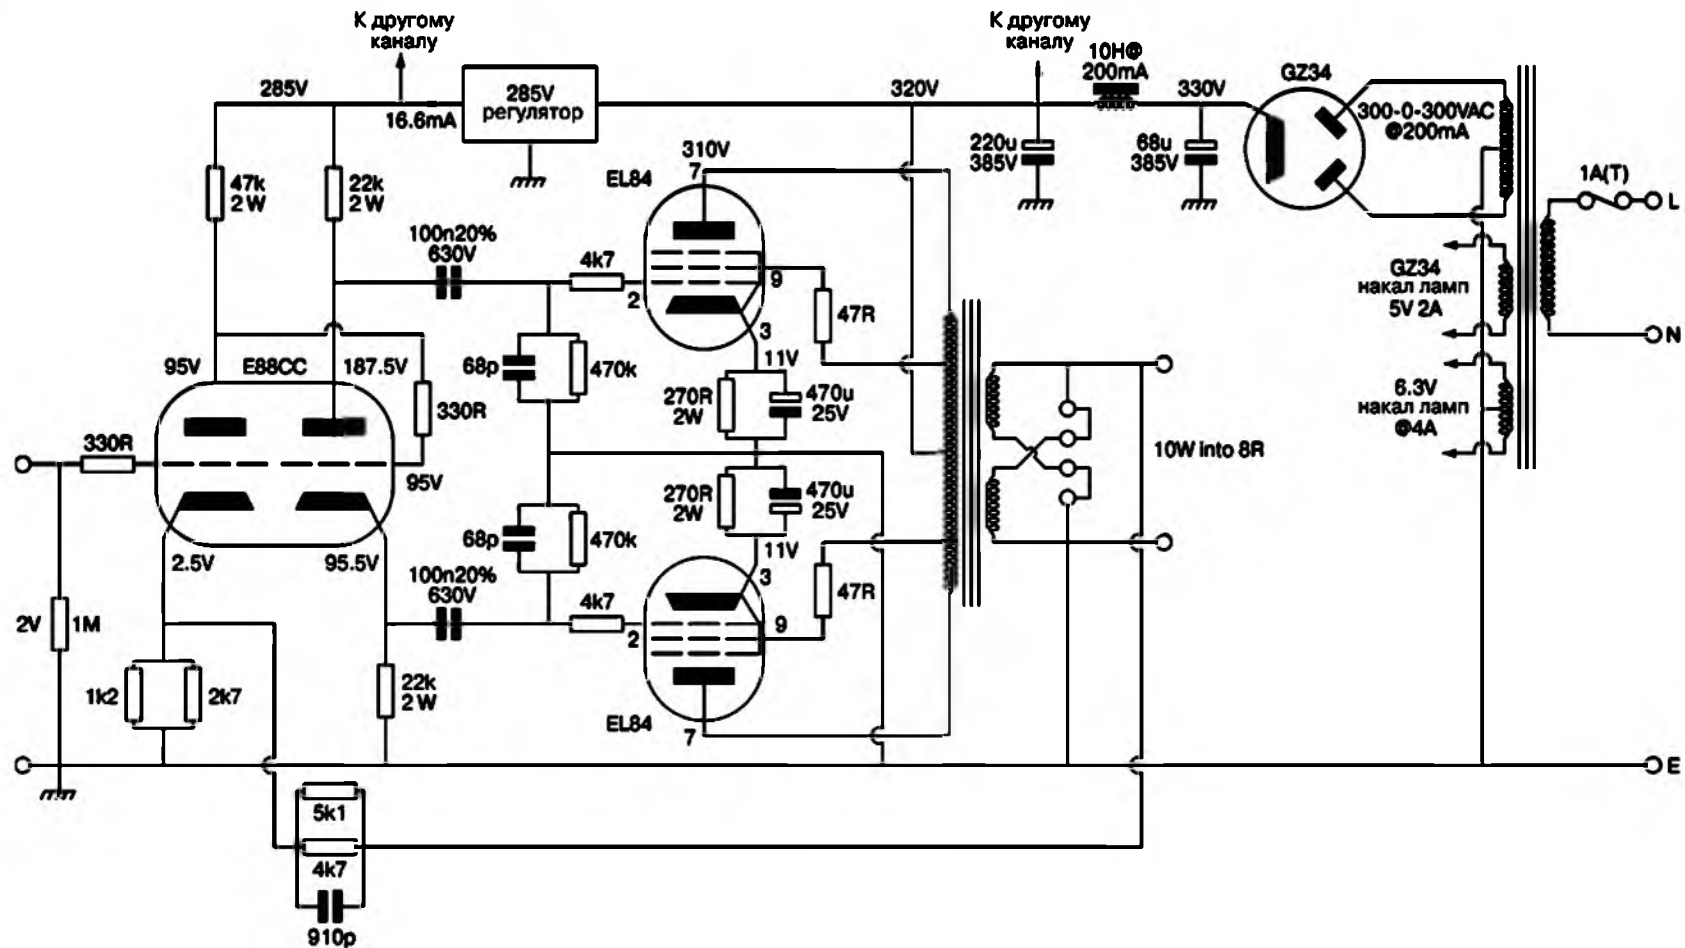 К другому
каналу
К другому
каналу
10H@
200mA
GZ34
285V
285V
регулятор
16.6mA
320V
330V
300-0-300VAC
@200mA
47k
2W
22k
2W
310V
7
EL84
220u
385V
68u
385V
1A(T)
L
100n20%
630V
4k7
2
9
3
47R
GZ34
накал ламп
5V 2A
N
95V
E88CC
187.5V
330R
68p
470k
11V
270R
2W
470u
25V
6.3V
накал ламп
@4A
330R
95V
10W into 8R
270R
2W
470u
25V
68p
470k
11V
2.5V
95.5V
100n20%
630V
4k7
3
2
9
47R
2V
1M
1k2
2k7
22k
2W
EL84
7
E
5k1
4k7
910p